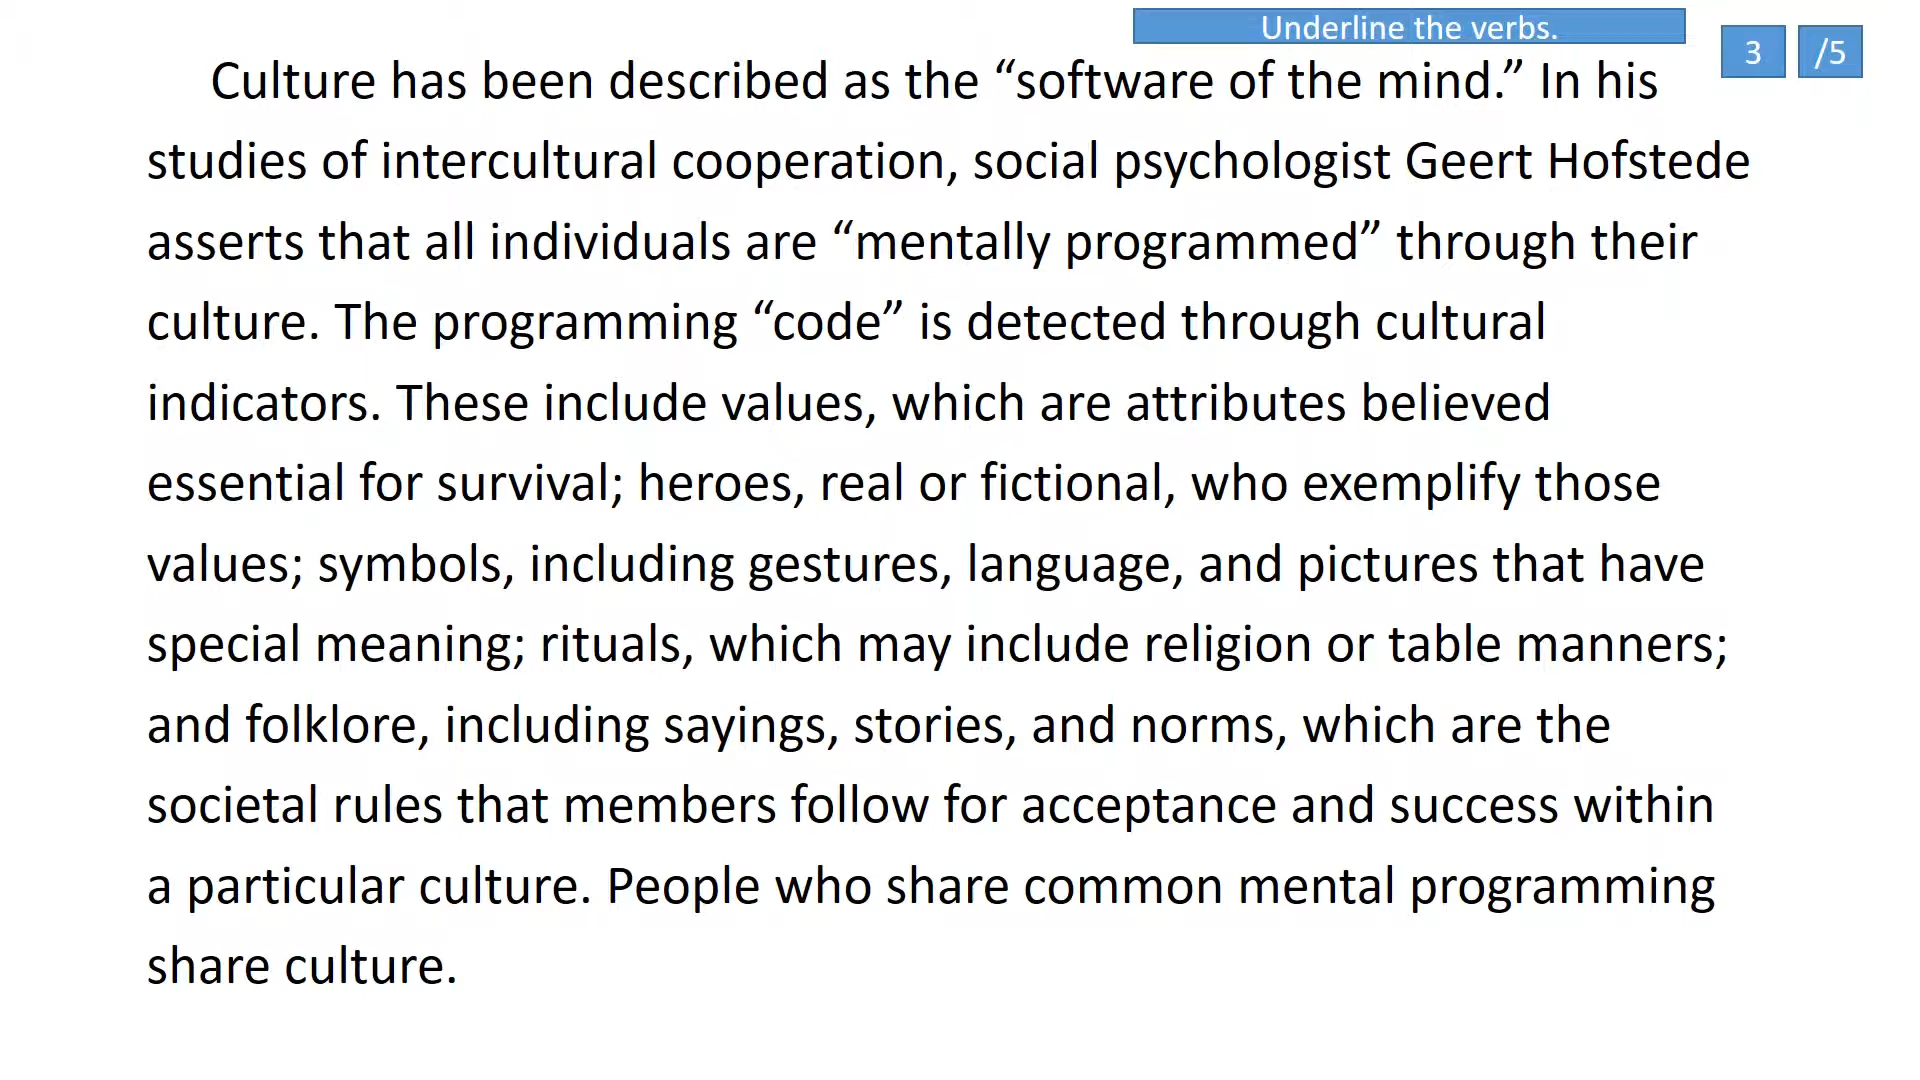 Underline the verbs.
3 /5
Culture has been described as the “software of the mind.” In his
studies of intercultural cooperation, social psychologist Geert Hofstede
asserts that all individuals are “mentally programmed” through their
culture. The programming “code” is detected through cultural
indicators. These include values, which are attributes believed
essential for survival; heroes, real or fictional, who exemplify those
values; symbols, including gestures, language, and pictures that have
special meaning; rituals, which may include religion or table manners;
and folklore, including sayings, stories, and norms, which are the
societal rules that members follow for acceptance and success within
a particular culture. People who share common mental programming
share culture.